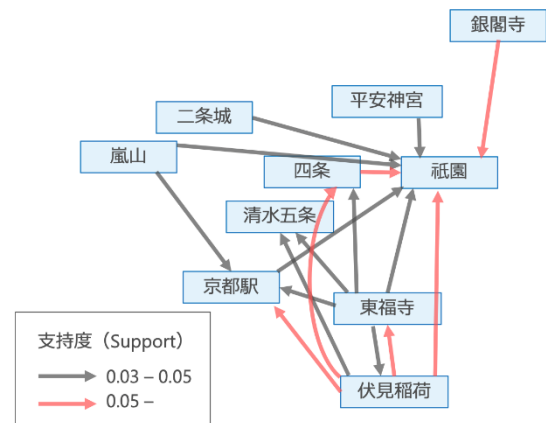 銀閣寺
平安神宮
二条城
嵐山
四条
祇園
清水五条
京都駅
東福寺
伏見稲荷
支持度（Support）
0.03 – 0.05
0.05 –